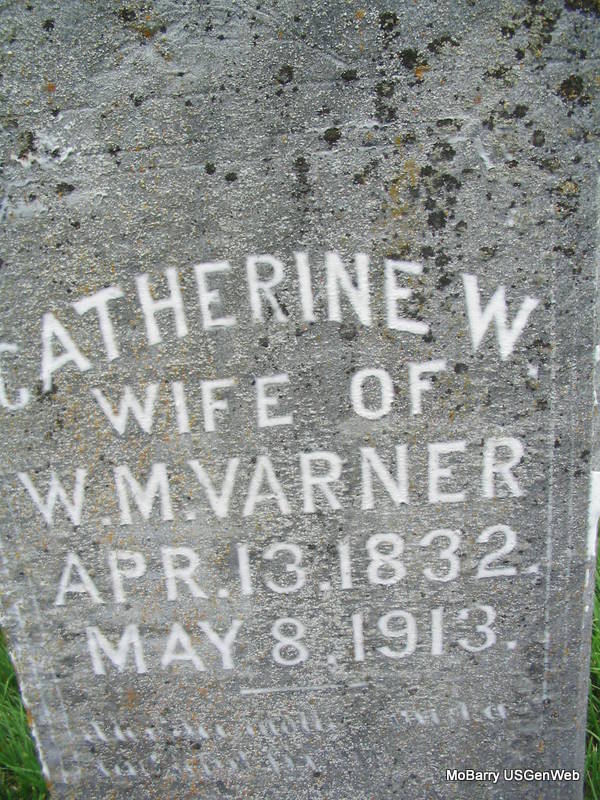 CATHERINE W.
WIFE OF
W.M. VARNER
APR. 13, 1832.
MAY 8, 1913.
MoBarry USGenWeb